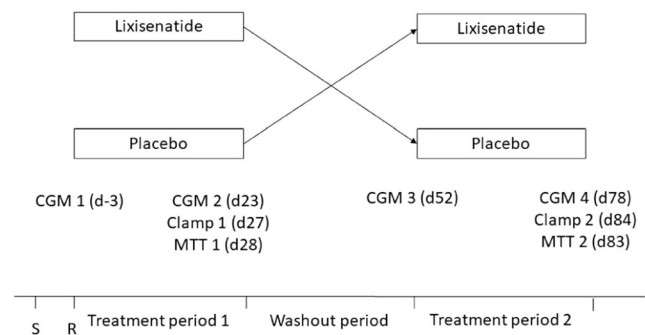 Lixisenatide
Lixisenatide
Placebo
Placebo
CGM 1 (d-3)
CGM 2 (d23)
Clamp 1 (d27)
MTT 1 (d28)
CGM 3 (d52)
CGM 4 (d78)
Clamp 2 (d84)
MTT 2 (d83)
S
R
Treatment period 1
Washout period
Treatment period 2